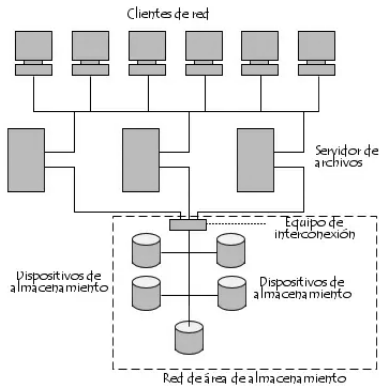 Clientes de red
Servidor de
archivos
Equipo de
interconexión
Dispositivos de
almacenamiento
Dispositivos de
almacenamiento
Red de área de almacenamiento